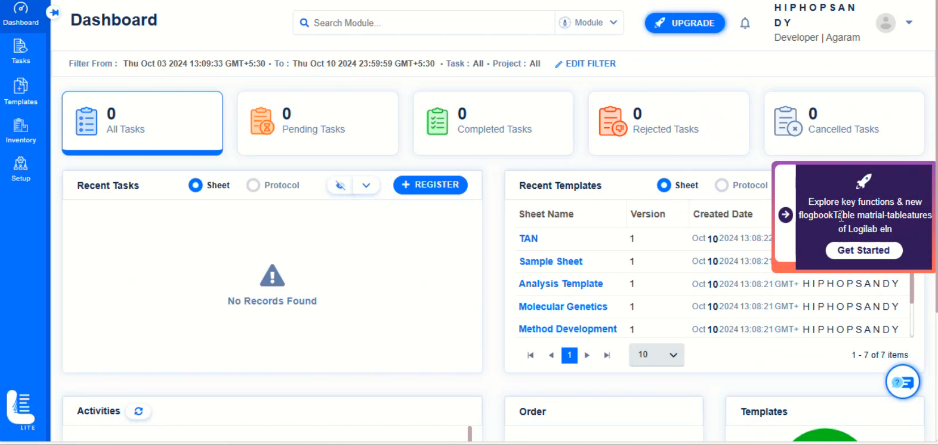 Dashboard
Tasks
Templates
Inventory
Setup
LITE
Dashboard
Search Module...
Module
UPGRADE
HIPHOPSAN
DY
Developer | Agaram
Filter From : Thu Oct 03 2024 13:09:33 GMT+5:30 - To : Thu Oct 10 2024 23:59:59 GMT+5:30 - Task : All - Project : All
EDIT FILTER
0
All Tasks
0
Pending Tasks
0
Completed Tasks
0
Rejected Tasks
0
Cancelled Tasks
Recent Tasks
Sheet
Protocol
+ REGISTER
No Records Found
Recent Templates
Sheet
Protocol
Sheet Name Version Created Date
TAN 1 Oct 10 2024 13:08:22
Sample Sheet 1 Oct 10 2024 13:08:21
Analysis Template 1 Oct 10 2024 13:08:21 GMT+ HIPHOPSANDY
Molecular Genetics 1 Oct 10 2024 13:08:21 GMT+ HIPHOPSANDY
Method Development 1 Oct 10 2024 13:08:21 GMT+ HIPHOPSANDY
1
10
1 - 7 of 7 items
Explore key functions & new
flogbookTable matrial-tableatures
of Logilab eln
Get Started
Activities
Order
Templates